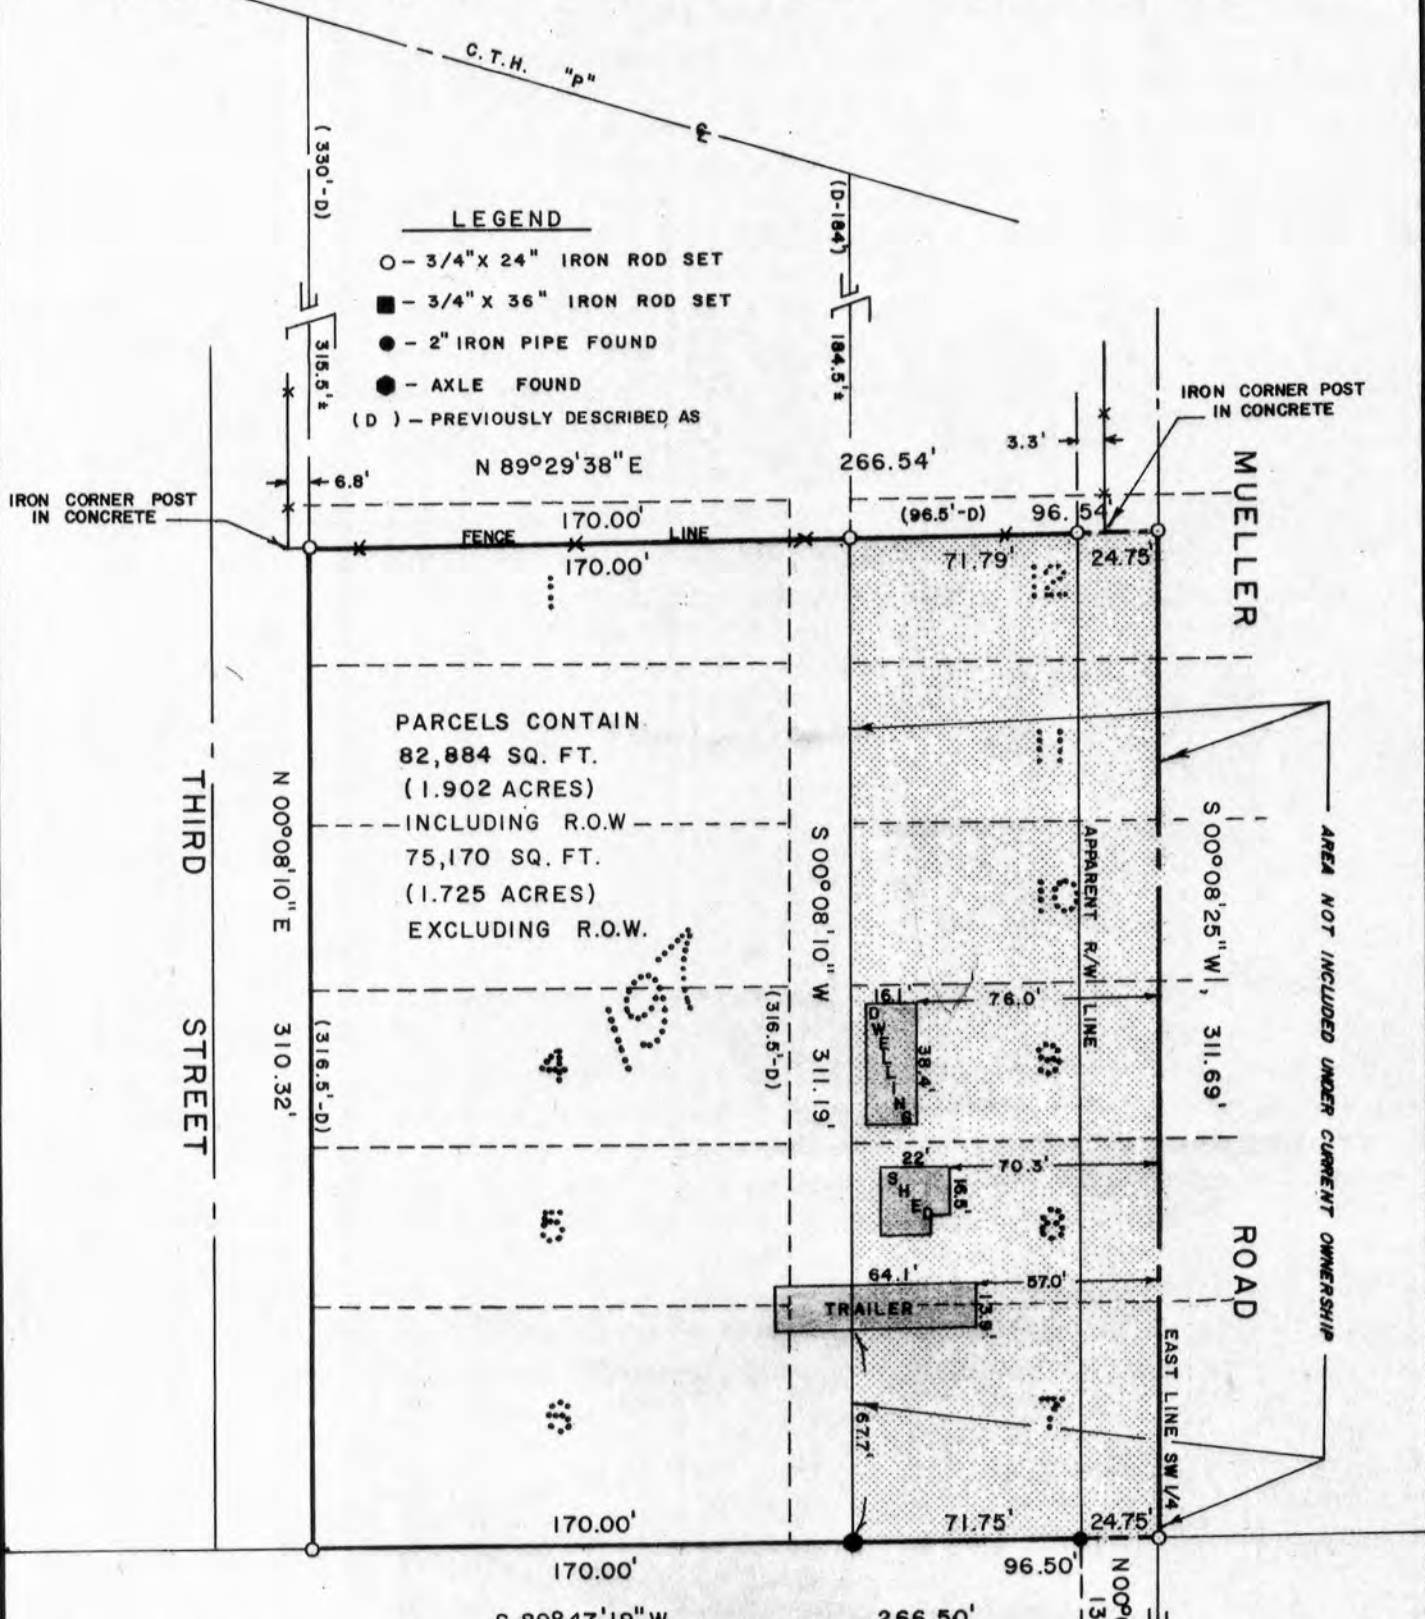 C.T.H. "P"
℄
(330'-D)
(D-184')
LEGEND
○ - 3/4" X 24" IRON ROD SET
■ - 3/4" X 36" IRON ROD SET
● - 2" IRON PIPE FOUND
⬢ - AXLE FOUND
(D ) - PREVIOUSLY DESCRIBED AS
315.5'±
184.5'±
IRON CORNER POST
IN CONCRETE
3.3'
N 89°29'38" E
266.54'
6.8'
IRON CORNER POST
IN CONCRETE
170.00'
(96.5'-D)
96.54'
FENCE LINE
170.00'
71.79'
24.75'
MUELLER
ROAD
12
PARCELS CONTAIN
82,884 SQ. FT.
(1.902 ACRES)
INCLUDING R.O.W
75,170 SQ. FT.
(1.725 ACRES)
EXCLUDING R.O.W.
11
10
THIRD STREET
N 00°08'10" E 310.32'
(316.5'-D)
(316.5'-D)
S 00°08'10" W 311.19'
APPARENT R/W LINE
S 00°08'25" W, 311.69'
AREA NOT INCLUDED UNDER CURRENT OWNERSHIP
16.1'
76.0'
DWELLING
38.4'
4
9
22'
70.3'
SHED
16.5'
5
8
64.1'
57.0'
TRAILER
13.9'
7
67.7'
EAST LINE SW 1/4
170.00'
71.75'
24.75'
170.00'
96.50'
266.50'